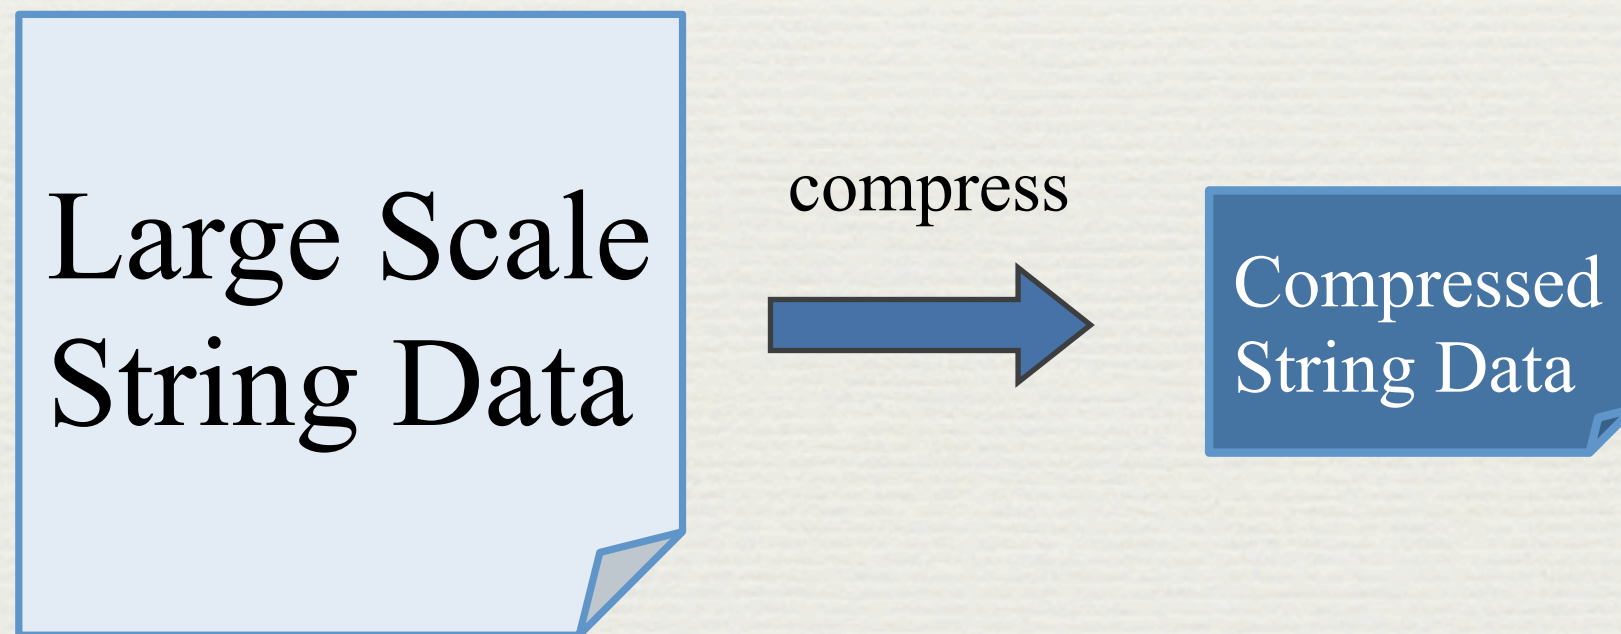 Large Scale
String Data
compress
Compressed
String Data